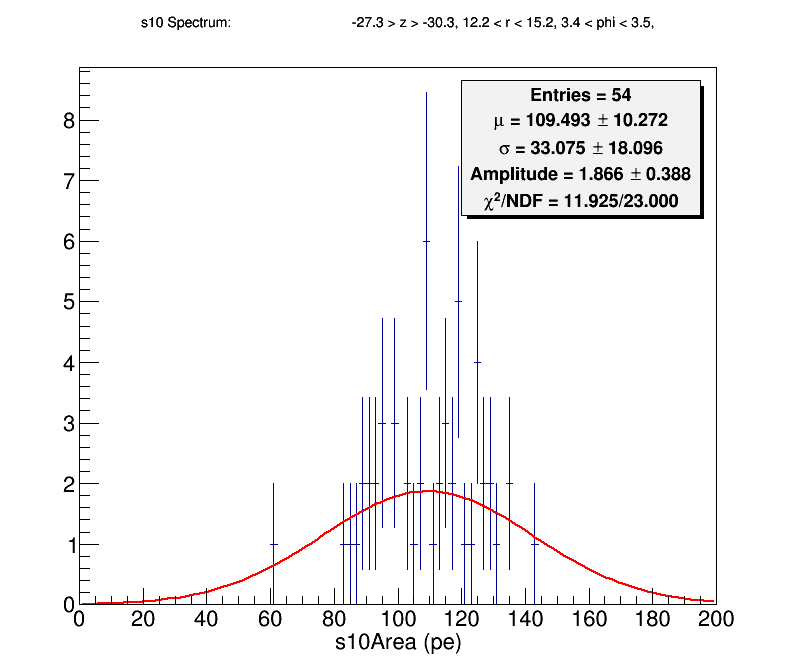 s10 Spectrum: -27.3 > z > -30.3, 12.2 < r < 15.2, 3.4 < phi < 3.5,
Entries = 54
μ = 109.493 ± 10.272
σ = 33.075 ± 18.096
Amplitude = 1.866 ± 0.388
χ²/NDF = 11.925/23.000
8
7
6
5
4
3
2
1
0
0 20 40 60 80 100 120 140 160 180 200
s10Area (pe)